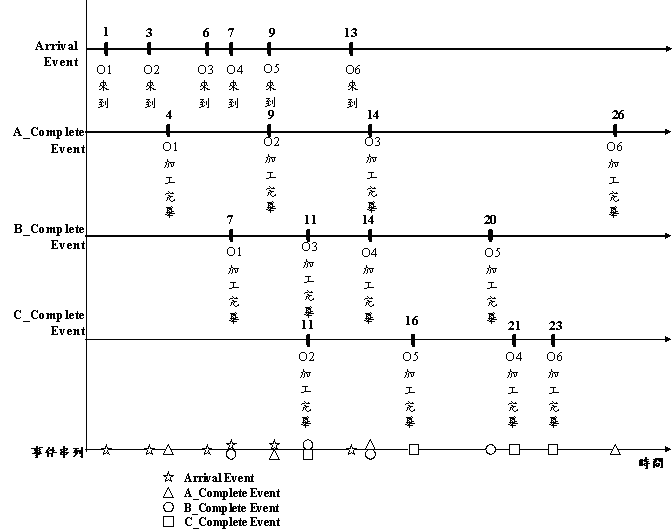 1 3 6 7 9 13
Arrival
Event
O1 來到 O2 來到 O3 來到 O4 來到 O5 來到 O6 來到
4 9 14 26
A_Complete
Event
O1 加工完畢 O2 加工完畢 O3 加工完畢 O6 加工完畢
7 11 14 20
B_Complete
Event
O1 加工完畢 O3 加工完畢 O4 加工完畢 O5 加工完畢
11 16 21 23
C_Complete
Event
O2 加工完畢 O5 加工完畢 O4 加工完畢 O6 加工完畢
事件串列
時間
Arrival Event
A_Complete Event
B_Complete Event
C_Complete Event